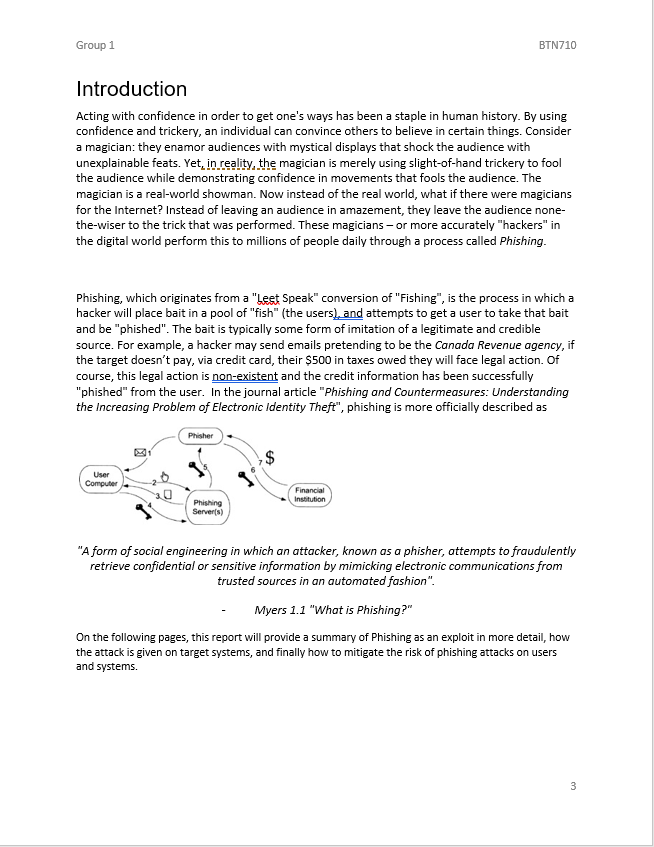 Group 1
BTN710
Introduction
Acting with confidence in order to get one's ways has been a staple in human history. By using
confidence and trickery, an individual can convince others to believe in certain things. Consider
a magician: they enamor audiences with mystical displays that shock the audience with
unexplainable feats. Yet, in reality, the magician is merely using slight-of-hand trickery to fool
the audience while demonstrating confidence in movements that fools the audience. The
magician is a real-world showman. Now instead of the real world, what if there were magicians
for the Internet? Instead of leaving an audience in amazement, they leave the audience none-
the-wiser to the trick that was performed. These magicians – or more accurately "hackers" in
the digital world perform this to millions of people daily through a process called Phishing.
Phishing, which originates from a "Leet Speak" conversion of "Fishing", is the process in which a
hacker will place bait in a pool of "fish" (the users), and attempts to get a user to take that bait
and be "phished". The bait is typically some form of imitation of a legitimate and credible
source. For example, a hacker may send emails pretending to be the Canada Revenue agency, if
the target doesn’t pay, via credit card, their $500 in taxes owed they will face legal action. Of
course, this legal action is non-existent and the credit information has been successfully
"phished" from the user.  In the journal article "Phishing and Countermeasures: Understanding
the Increasing Problem of Electronic Identity Theft", phishing is more officially described as
Phisher
1
5
7 $
6
User
Computer
2
3
4
Phishing
Server(s)
Financial
Institution
"A form of social engineering in which an attacker, known as a phisher, attempts to fraudulently
retrieve confidential or sensitive information by mimicking electronic communications from
trusted sources in an automated fashion".
- Myers 1.1 "What is Phishing?"
On the following pages, this report will provide a summary of Phishing as an exploit in more detail, how
the attack is given on target systems, and finally how to mitigate the risk of phishing attacks on users
and systems.
3